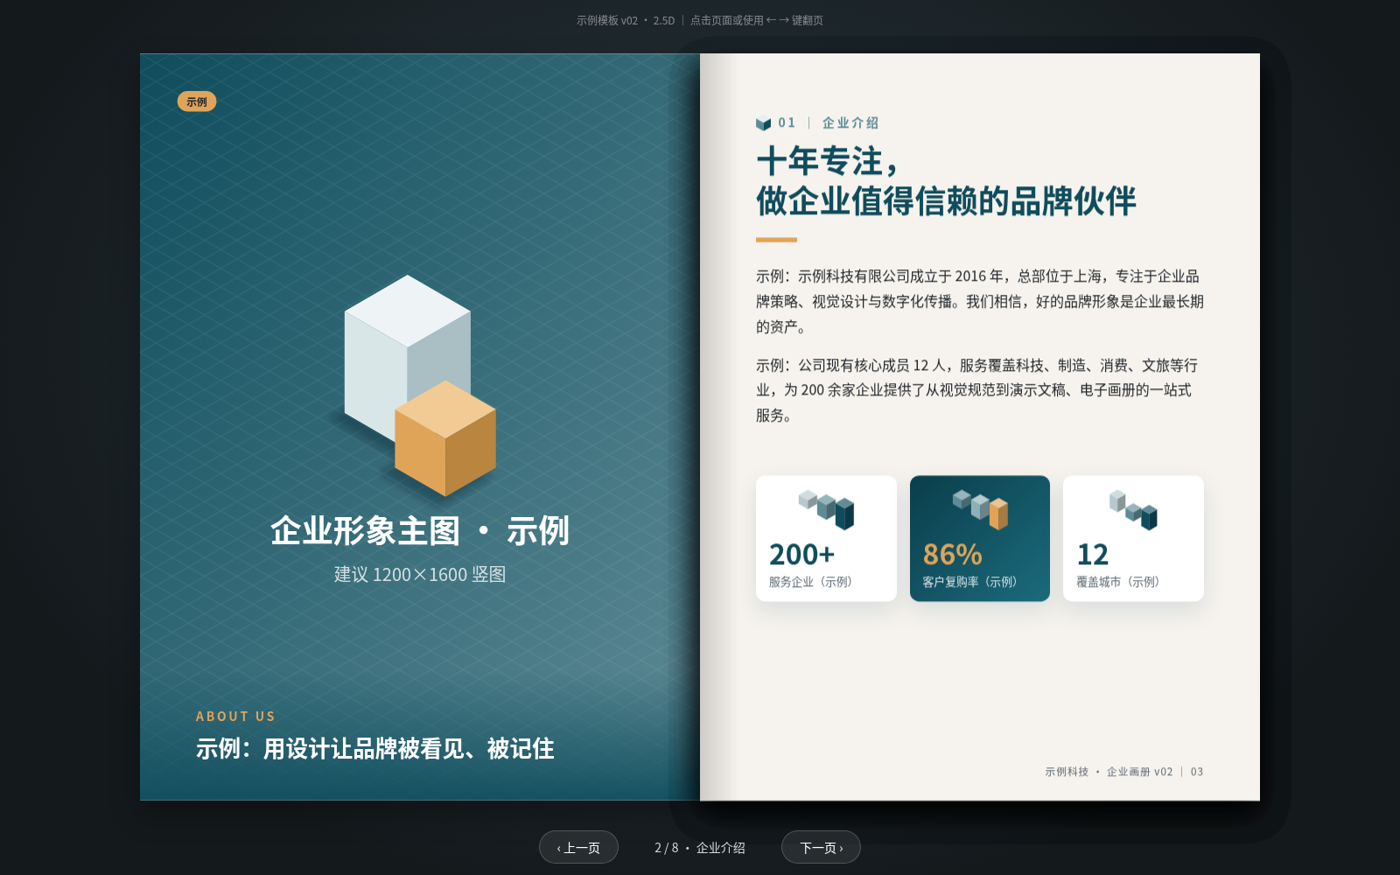 示例模板 v02 · 2.5D ｜ 点击页面或使用 ← → 键翻页
示例
企业形象主图 · 示例
建议 1200×1600 竖图
ABOUT US
示例：用设计让品牌被看见、被记住
01 ｜ 企业介绍
十年专注，
做企业值得信赖的品牌伙伴
示例：示例科技有限公司成立于 2016 年，总部位于上海，专注于企业品
牌策略、视觉设计与数字化传播。我们相信，好的品牌形象是企业最长期
的资产。
示例：公司现有核心成员 12 人，服务覆盖科技、制造、消费、文旅等行
业，为 200 余家企业提供了从视觉规范到演示文稿、电子画册的一站式
服务。
200+
服务企业（示例）
86%
客户复购率（示例）
12
覆盖城市（示例）
示例科技 · 企业画册 v02 ｜ 03
‹ 上一页
2 / 8 · 企业介绍
下一页 ›